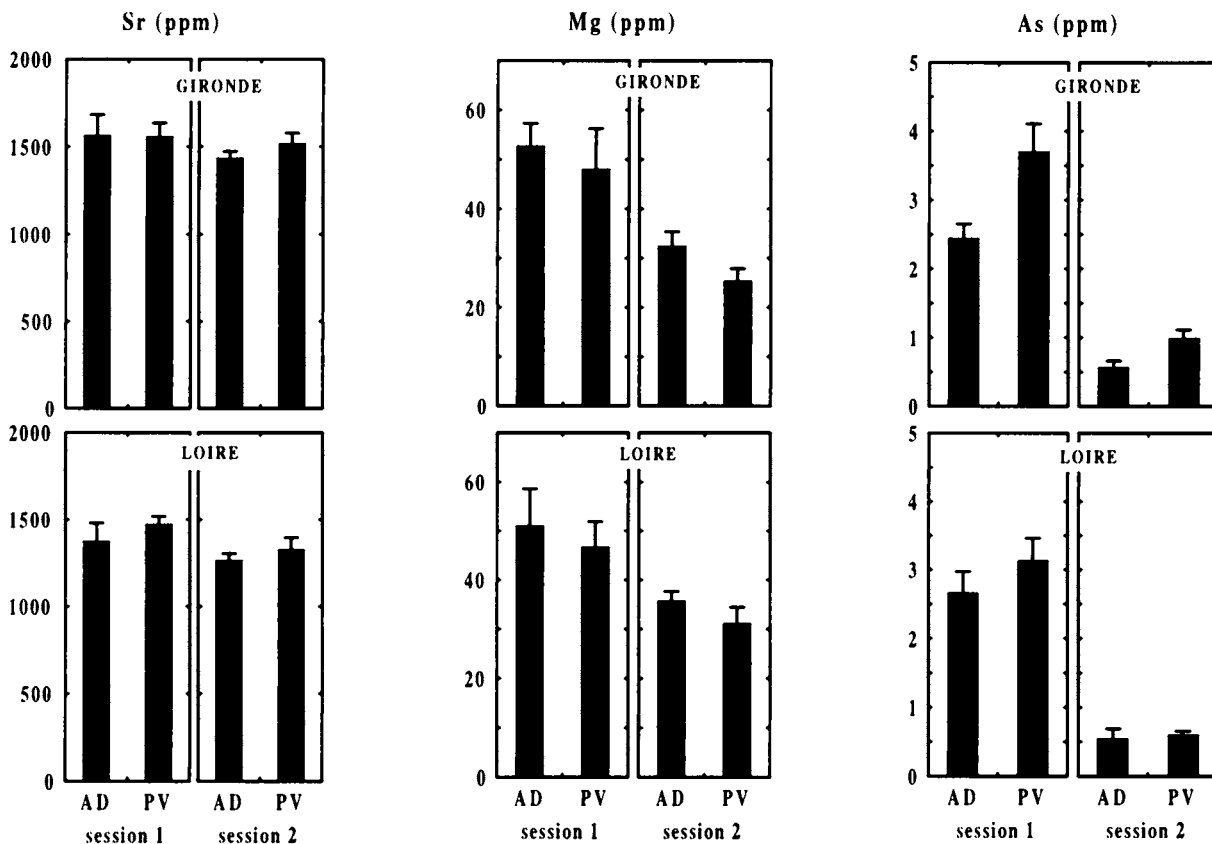 Sr (ppm)
Mg (ppm)
As (ppm)
2000
1500
1000
500
0
GIRONDE
60
40
20
0
GIRONDE
5
4
3
2
1
0
GIRONDE
2000
1500
1000
500
0
LOIRE
60
40
20
0
LOIRE
5
4
3
2
1
0
LOIRE
AD PV AD PV
session 1 session 2
AD PV AD PV
session 1 session 2
AD PV AD PV
session 1 session 2